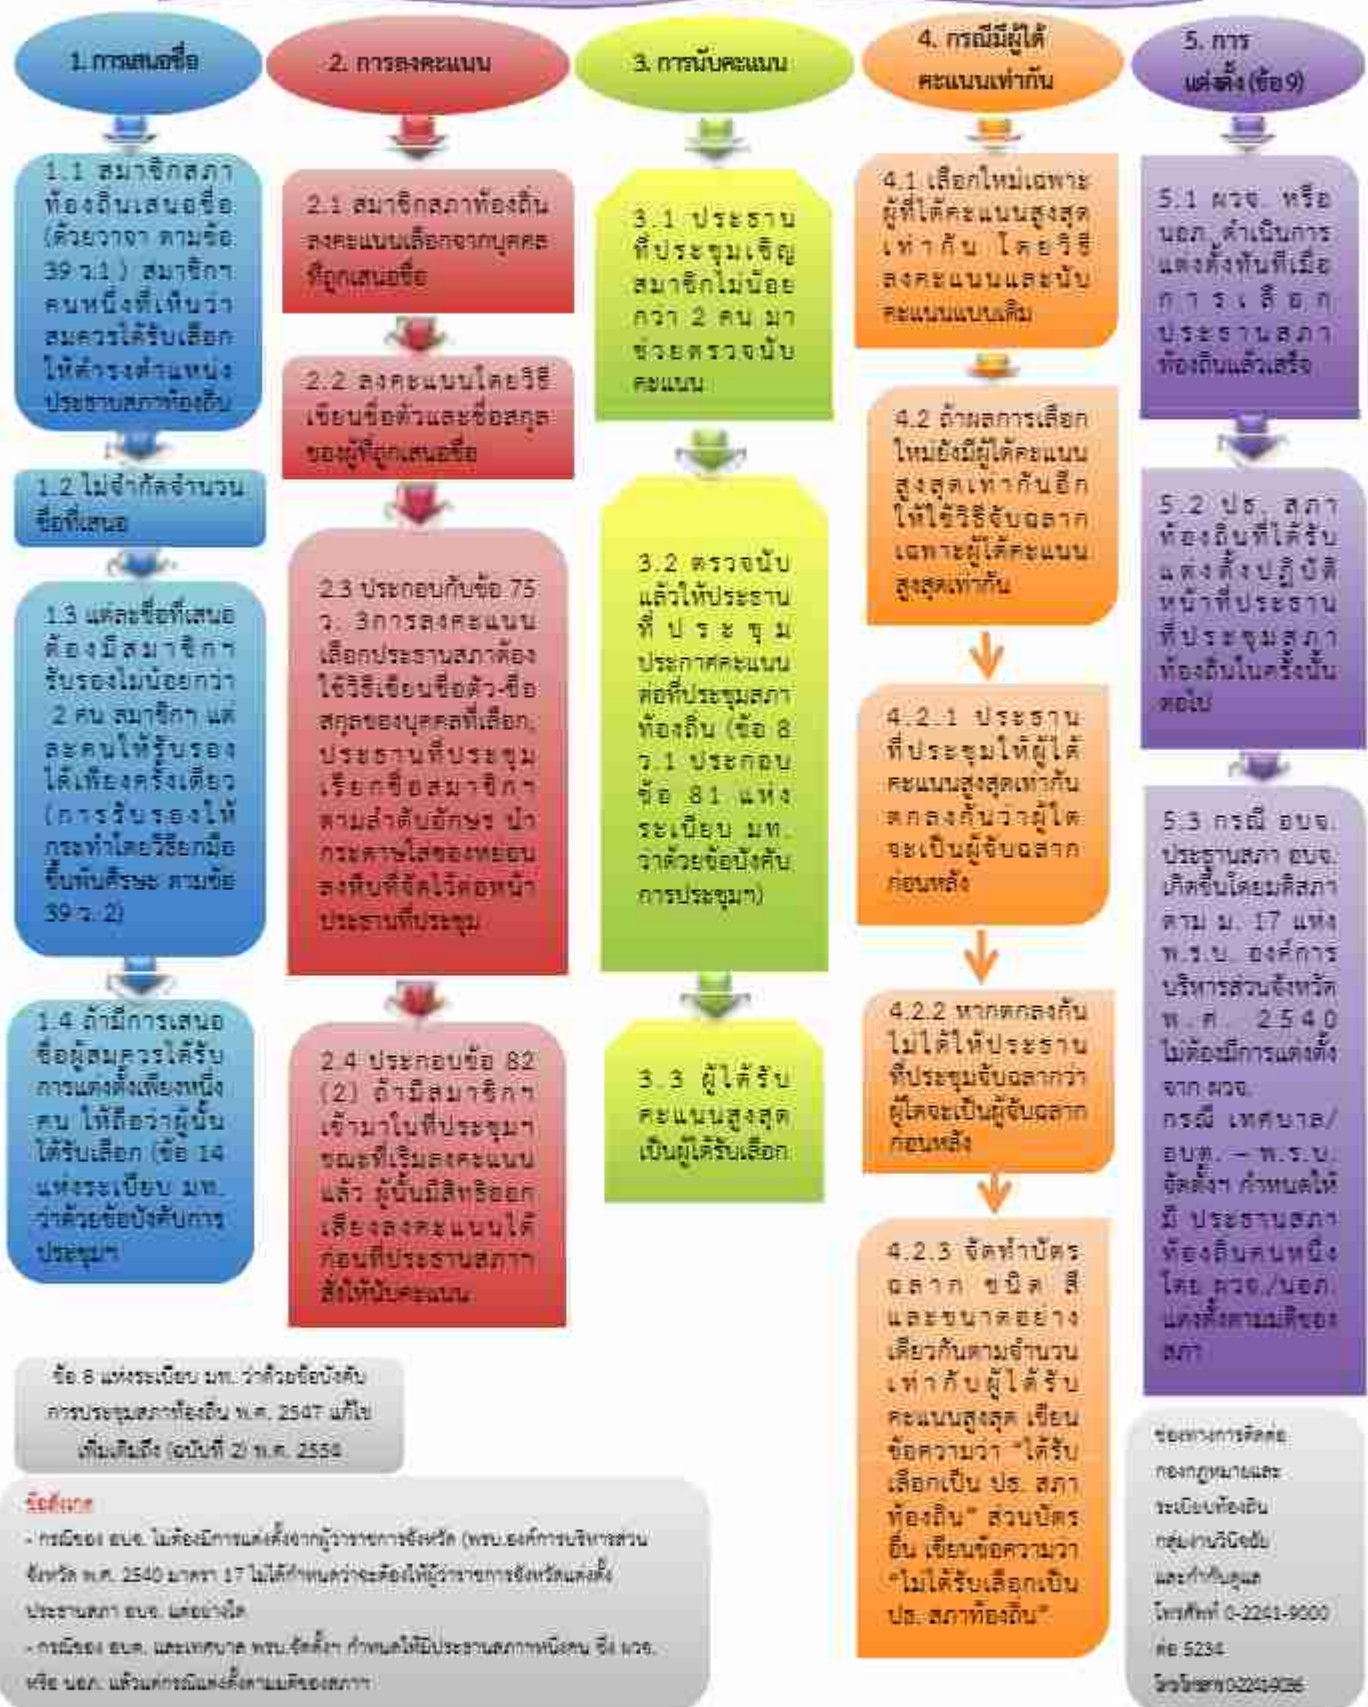 1. การเสนอชื่อ
1.1 สมาชิกสภา
ท้องถิ่นเสนอชื่อ
(ด้วยวาจา ตามข้อ
39 ว.1 ) สมาชิกฯ
คนหนึ่งที่เห็นว่า
สมควรได้รับเลือก
ให้ดำรงตำแหน่ง
ประธานสภาท้องถิ่น
1.2 ไม่จำกัดจำนวน
ชื่อที่เสนอ
1.3 แต่ละชื่อที่เสนอ
ต้องมีสมาชิกฯ
รับรองไม่น้อยกว่า
2 คน สมาชิกฯ แต่
ละคนให้รับรอง
ได้เพียงครั้งเดียว
(การรับรองให้
กระทำโดยวิธียกมือ
ขึ้นพ้นศีรษะ ตามข้อ
39 ว. 2)
1.4 ถ้ามีการเสนอ
ชื่อผู้สมควรได้รับ
การแต่งตั้งเพียงหนึ่ง
คน ให้ถือว่าผู้นั้น
ได้รับเลือก (ข้อ 14
แห่งระเบียบ มท.
ว่าด้วยข้อบังคับการ
ประชุมฯ
2. การลงคะแนน
2.1 สมาชิกสภาท้องถิ่น
ลงคะแนนเลือกจากบุคคล
ที่ถูกเสนอชื่อ
2.2 ลงคะแนนโดยวิธี
เขียนชื่อตัวและชื่อสกุล
ของผู้ที่ถูกเสนอชื่อ
2.3 ประกอบกับข้อ 75
ว. 3การลงคะแนน
เลือกประธานสภาต้อง
ใช้วิธีเขียนชื่อตัว-ชื่อ
สกุลของบุคคลที่เลือก,
ประธานที่ประชุม
เรียกชื่อสมาชิกฯ
ตามลำดับอักษร นำ
กระดาษใส่ซองหย่อน
ลงหีบที่จัดไว้ต่อหน้า
ประธานที่ประชุม
2.4 ประกอบข้อ 82
(2) ถ้ามีสมาชิกฯ
เข้ามาในที่ประชุมฯ
ขณะที่เริ่มลงคะแนน
แล้ว ผู้นั้นมีสิทธิออก
เสียงลงคะแนนได้
ก่อนที่ประธานสภาฯ
สั่งให้นับคะแนน
3. การนับคะแนน
3.1 ประธาน
ที่ประชุมเชิญ
สมาชิกไม่น้อย
กว่า 2 คน มา
ช่วยตรวจนับ
คะแนน
3.2 ตรวจนับ
แล้วให้ประธาน
ที่ประชุม
ประกาศคะแนน
ต่อที่ประชุมสภา
ท้องถิ่น (ข้อ 8
ว.1 ประกอบ
ข้อ 81 แห่ง
ระเบียบ มท.
ว่าด้วยข้อบังคับ
การประชุมฯ)
3.3 ผู้ได้รับ
คะแนนสูงสุด
เป็นผู้ได้รับเลือก
4. กรณีมีผู้ได้
คะแนนเท่ากัน
4.1 เลือกใหม่เฉพาะ
ผู้ที่ได้คะแนนสูงสุด
เท่ากัน โดยวิธี
ลงคะแนนและนับ
คะแนนแบบเดิม
4.2 ถ้าผลการเลือก
ใหม่ยังมีผู้ได้คะแนน
สูงสุดเท่ากันอีก
ให้ใช้วิธีจับฉลาก
เฉพาะผู้ได้คะแนน
สูงสุดเท่ากัน
4.2.1 ประธาน
ที่ประชุมให้ผู้ได้
คะแนนสูงสุดเท่ากัน
ตกลงกันว่าผู้ใด
จะเป็นผู้จับฉลาก
ก่อนหลัง
4.2.2 หากตกลงกัน
ไม่ได้ให้ประธาน
ที่ประชุมจับฉลากว่า
ผู้ใดจะเป็นผู้จับฉลาก
ก่อนหลัง
4.2.3 จัดทำบัตร
ฉลาก ชนิด สี
และขนาดอย่าง
เดียวกันตามจำนวน
เท่ากับผู้ได้รับ
คะแนนสูงสุด เขียน
ข้อความว่า "ได้รับ
เลือกเป็น ปธ. สภา
ท้องถิ่น" ส่วนบัตร
อื่น เขียนข้อความว่า
"ไม่ได้รับเลือกเป็น
ปธ. สภาท้องถิ่น"
5. การ
แต่งตั้ง (ข้อ 9)
5.1 ผวจ. หรือ
นอภ. ดำเนินการ
แต่งตั้งทันทีเมื่อ
การเลือก
ประธานสภา
ท้องถิ่นแล้วเสร็จ
5.2 ปธ. สภา
ท้องถิ่นที่ได้รับ
แต่งตั้งปฏิบัติ
หน้าที่ประธาน
ที่ประชุมสภา
ท้องถิ่นในครั้งนั้น
ต่อไป
5.3 กรณี อบจ.
ประธานสภา อบจ.
เกิดขึ้นโดยมติสภา
ตาม ม. 17 แห่ง
พ.ร.บ. องค์การ
บริหารส่วนจังหวัด
พ.ศ. 2540
ไม่ต้องมีการแต่งตั้ง
จาก ผวจ.
กรณี เทศบาล/
อบต. – พ.ร.บ.
จัดตั้งฯ กำหนดให้
มี ประธานสภา
ท้องถิ่นคนหนึ่ง
โดย ผวจ./นอภ.
แต่งตั้งตามมติของ
สภา
ข้อ 8 แห่งระเบียบ มท. ว่าด้วยข้อบังคับ
การประชุมสภาท้องถิ่น พ.ศ. 2547 แก้ไข
เพิ่มเติมถึง (ฉบับที่ 2) พ.ศ. 2554
ข้อสังเกต
- กรณีของ อบจ. ไม่ต้องมีการแต่งตั้งจากผู้ว่าราชการจังหวัด (พรบ.องค์การบริหารส่วน
จังหวัด พ.ศ. 2540 มาตรา 17 ไม่ได้กำหนดว่าจะต้องให้ผู้ว่าราชการจังหวัดแต่งตั้ง
ประธานสภา อบจ. แต่อย่างใด
- กรณีของ อบต. และเทศบาล พรบ.จัดตั้งฯ กำหนดให้มีประธานสภาฯหนึ่งคน ซึ่ง ผวจ.
หรือ นอภ. แล้วแต่กรณีแต่งตั้งตามมติของสภาฯ
ช่องทางการติดต่อ
กองกฎหมายและ
ระเบียบท้องถิ่น
กลุ่มงานวินิจฉัย
และกำกับดูแล
โทรศัพท์ 0-2241-9000
ต่อ 5234
โทรโทรสาร 0-2241-9036